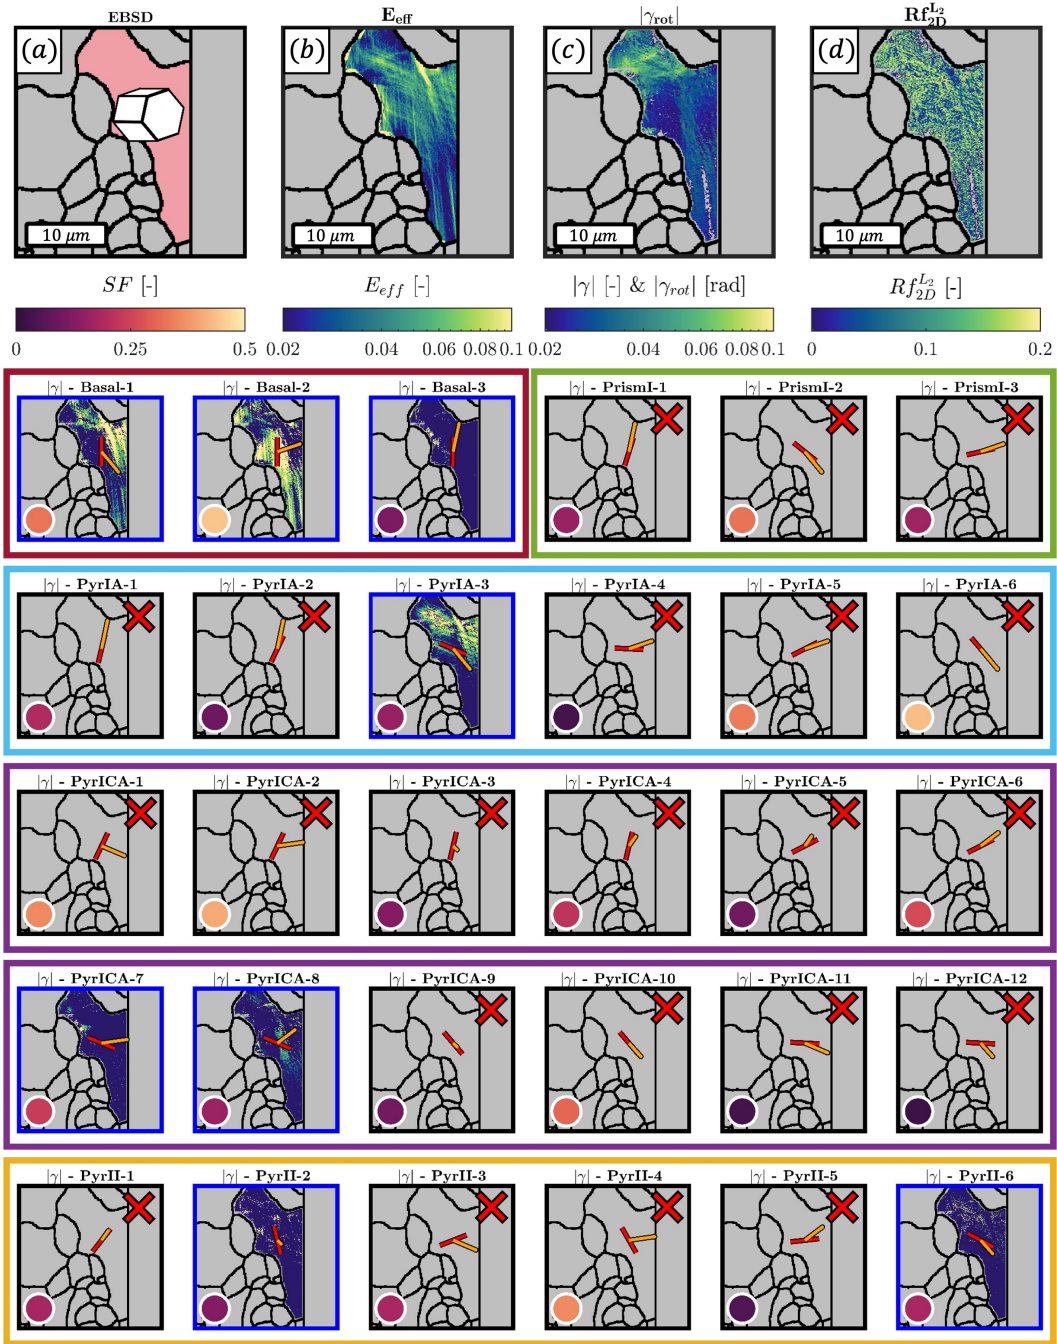 EBSD E_eff |γ_rot| Rf_2D^L₂
(a) (b) (c) (d)
10 μm 10 μm 10 μm 10 μm
SF [-] E_eff [-] |γ| [-] & |γ_rot| [rad] Rf_2D^L₂ [-]
0 0.25 0.5 0.02 0.04 0.06 0.08 0.1 0.02 0.04 0.06 0.08 0.1 0 0.1 0.2
|γ| - Basal-1 |γ| - Basal-2 |γ| - Basal-3 |γ| - PrismI-1 |γ| - PrismI-2 |γ| - PrismI-3
|γ| - PyrIA-1 |γ| - PyrIA-2 |γ| - PyrIA-3 |γ| - PyrIA-4 |γ| - PyrIA-5 |γ| - PyrIA-6
|γ| - PyrICA-1 |γ| - PyrICA-2 |γ| - PyrICA-3 |γ| - PyrICA-4 |γ| - PyrICA-5 |γ| - PyrICA-6
|γ| - PyrICA-7 |γ| - PyrICA-8 |γ| - PyrICA-9 |γ| - PyrICA-10 |γ| - PyrICA-11 |γ| - PyrICA-12
|γ| - PyrII-1 |γ| - PyrII-2 |γ| - PyrII-3 |γ| - PyrII-4 |γ| - PyrII-5 |γ| - PyrII-6